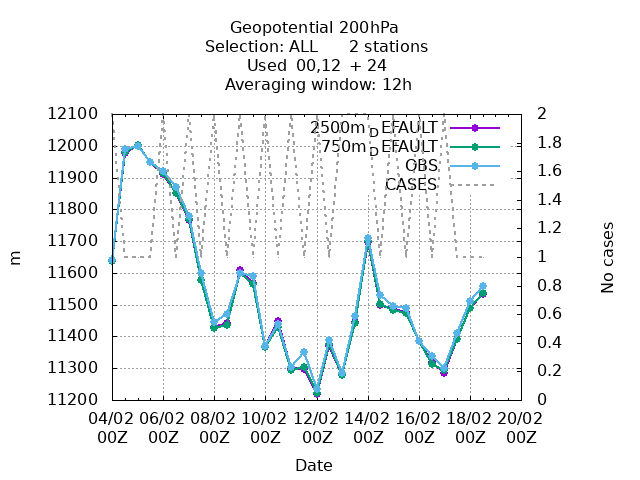 Geopotential 200hPa
Selection: ALL 2 stations
Used 00,12 + 24
Averaging window: 12h
2500m_DEFAULT
750m_DEFAULT
OBS
CASES
12100
12000
11900
11800
11700
11600
11500
11400
11300
11200
m
2
1.8
1.6
1.4
1.2
1
0.8
0.6
0.4
0.2
0
No cases
04/02 06/02 08/02 10/02 12/02 14/02 16/02 18/02 20/02
00Z 00Z 00Z 00Z 00Z 00Z 00Z 00Z 00Z
Date